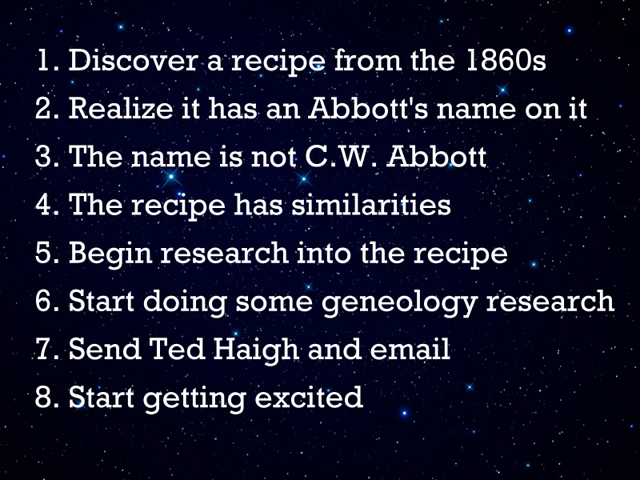 1. Discover a recipe from the 1860s
2. Realize it has an Abbott's name on it
3. The name is not C.W. Abbott
4. The recipe has similarities
5. Begin research into the recipe
6. Start doing some geneology research
7. Send Ted Haigh and email
8. Start getting excited